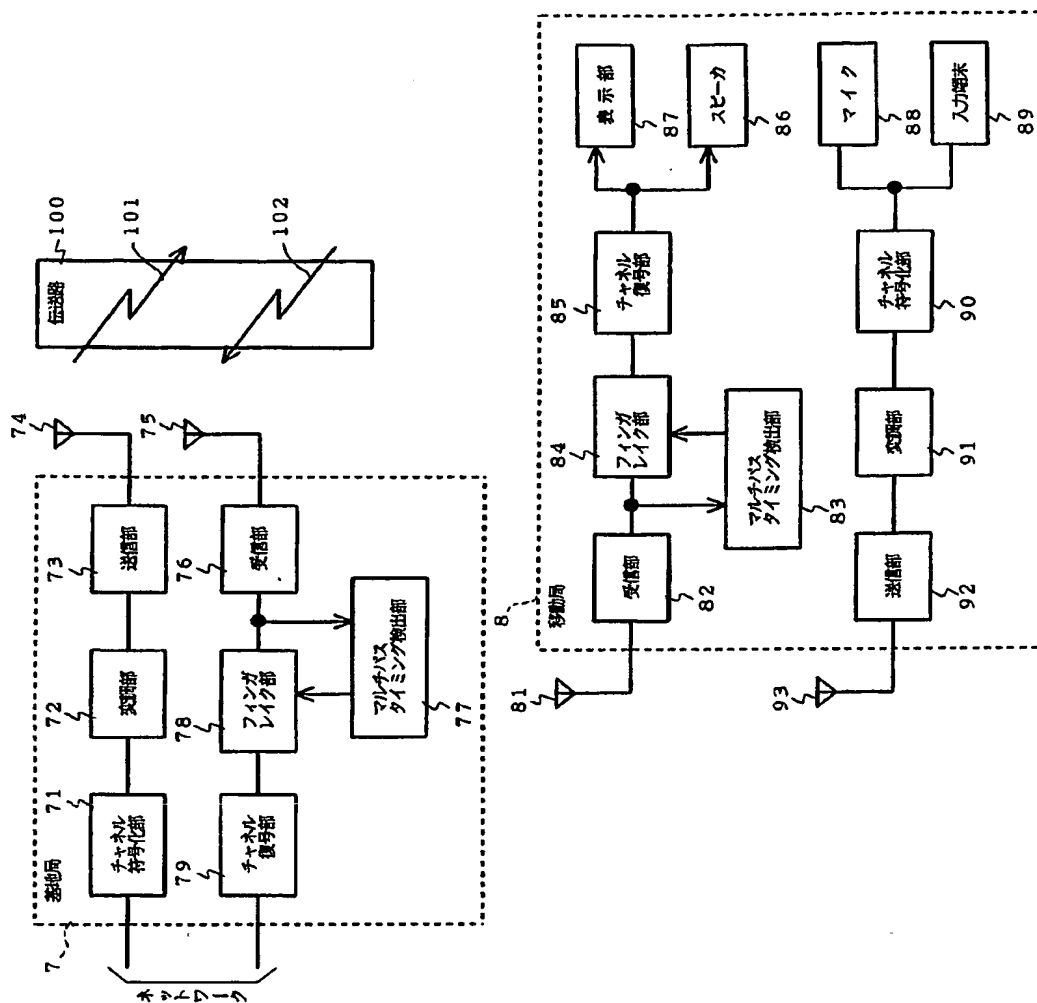 ネットワーク
7
基地局
チャネル
符号化部
71
変調部
72
送信部
73
74
チャネル
復号部
79
フィンガ
レイク部
78
受信部
76
75
マルチパス
タイミング検出部
77
伝送路
100
101
102
8
移動局
81
受信部
82
フィンガ
レイク部
84
マルチパス
タイミング検出部
83
チャネル
復号部
85
表示部
87
スピーカ
86
93
送信部
92
変調部
91
チャネル
符号化部
90
マイク
88
入力端末
89